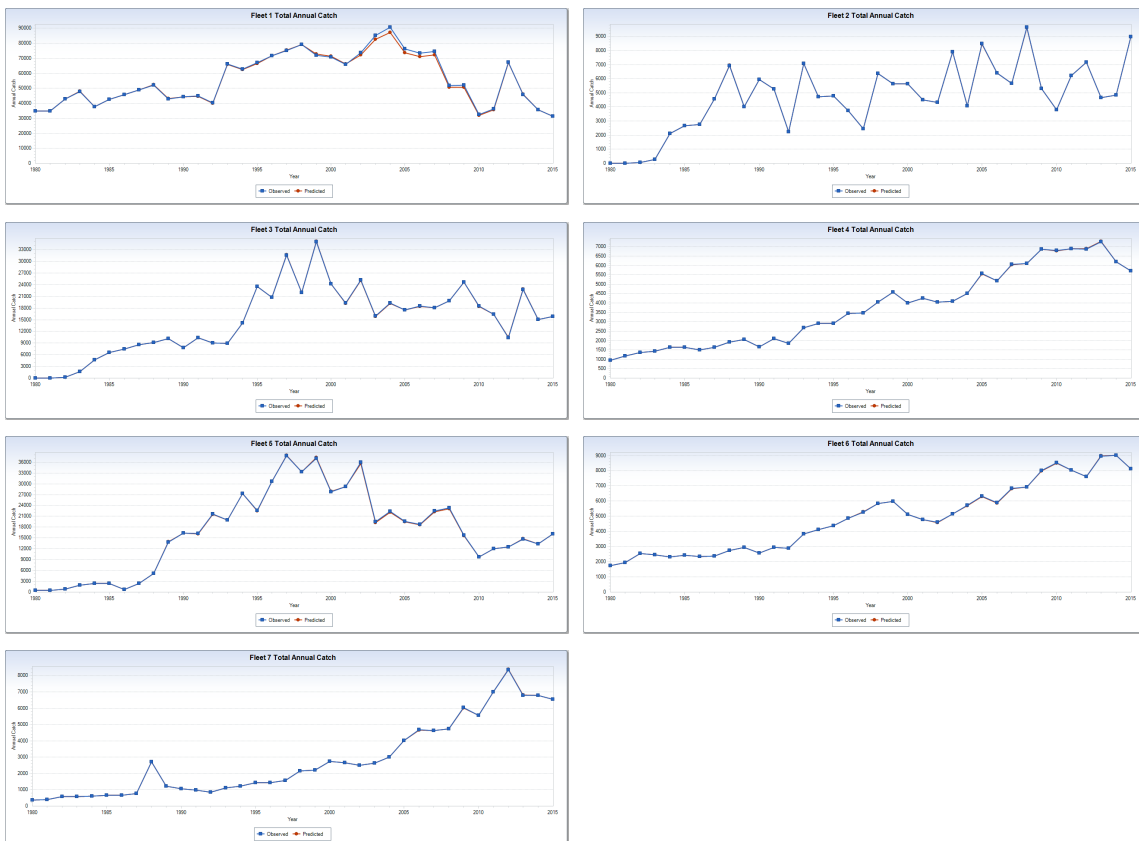 Fleet 1 Total Annual Catch
Annual Catch
90000
80000
70000
60000
50000
40000
30000
20000
10000
0
1980 1985 1990 1995 2000 2005 2010 2015
Year
Observed Predicted
Fleet 2 Total Annual Catch
Annual Catch
9000
8000
7000
6000
5000
4000
3000
2000
1000
0
1980 1985 1990 1995 2000 2005 2010 2015
Year
Observed Predicted
Fleet 3 Total Annual Catch
Annual Catch
33000
30000
27000
24000
21000
18000
15000
12000
9000
6000
3000
0
1980 1985 1990 1995 2000 2005 2010 2015
Year
Observed Predicted
Fleet 4 Total Annual Catch
Annual Catch
7000
6500
6000
5500
5000
4500
4000
3500
3000
2500
2000
1500
1000
500
0
1980 1985 1990 1995 2000 2005 2010 2015
Year
Observed Predicted
Fleet 5 Total Annual Catch
Annual Catch
36000
33000
30000
27000
24000
21000
18000
15000
12000
9000
6000
3000
0
1980 1985 1990 1995 2000 2005 2010 2015
Year
Observed Predicted
Fleet 6 Total Annual Catch
Annual Catch
9000
8000
7000
6000
5000
4000
3000
2000
1000
0
1980 1985 1990 1995 2000 2005 2010 2015
Year
Observed Predicted
Fleet 7 Total Annual Catch
Annual Catch
8000
7000
6000
5000
4000
3000
2000
1000
0
1980 1985 1990 1995 2000 2005 2010 2015
Year
Observed Predicted